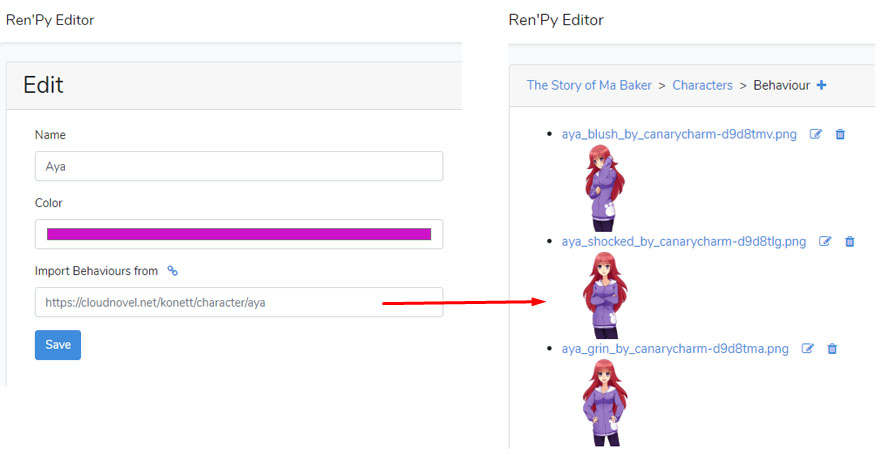 Ren'Py Editor
Edit
Name
Aya
Color
Import Behaviours from
https://cloudnovel.net/konett/character/aya
Save
Ren'Py Editor
The Story of Ma Baker > Characters > Behaviour
aya_blush_by_canarycharm-d9d8tmv.png
aya_shocked_by_canarycharm-d9d8tlg.png
aya_grin_by_canarycharm-d9d8tma.png